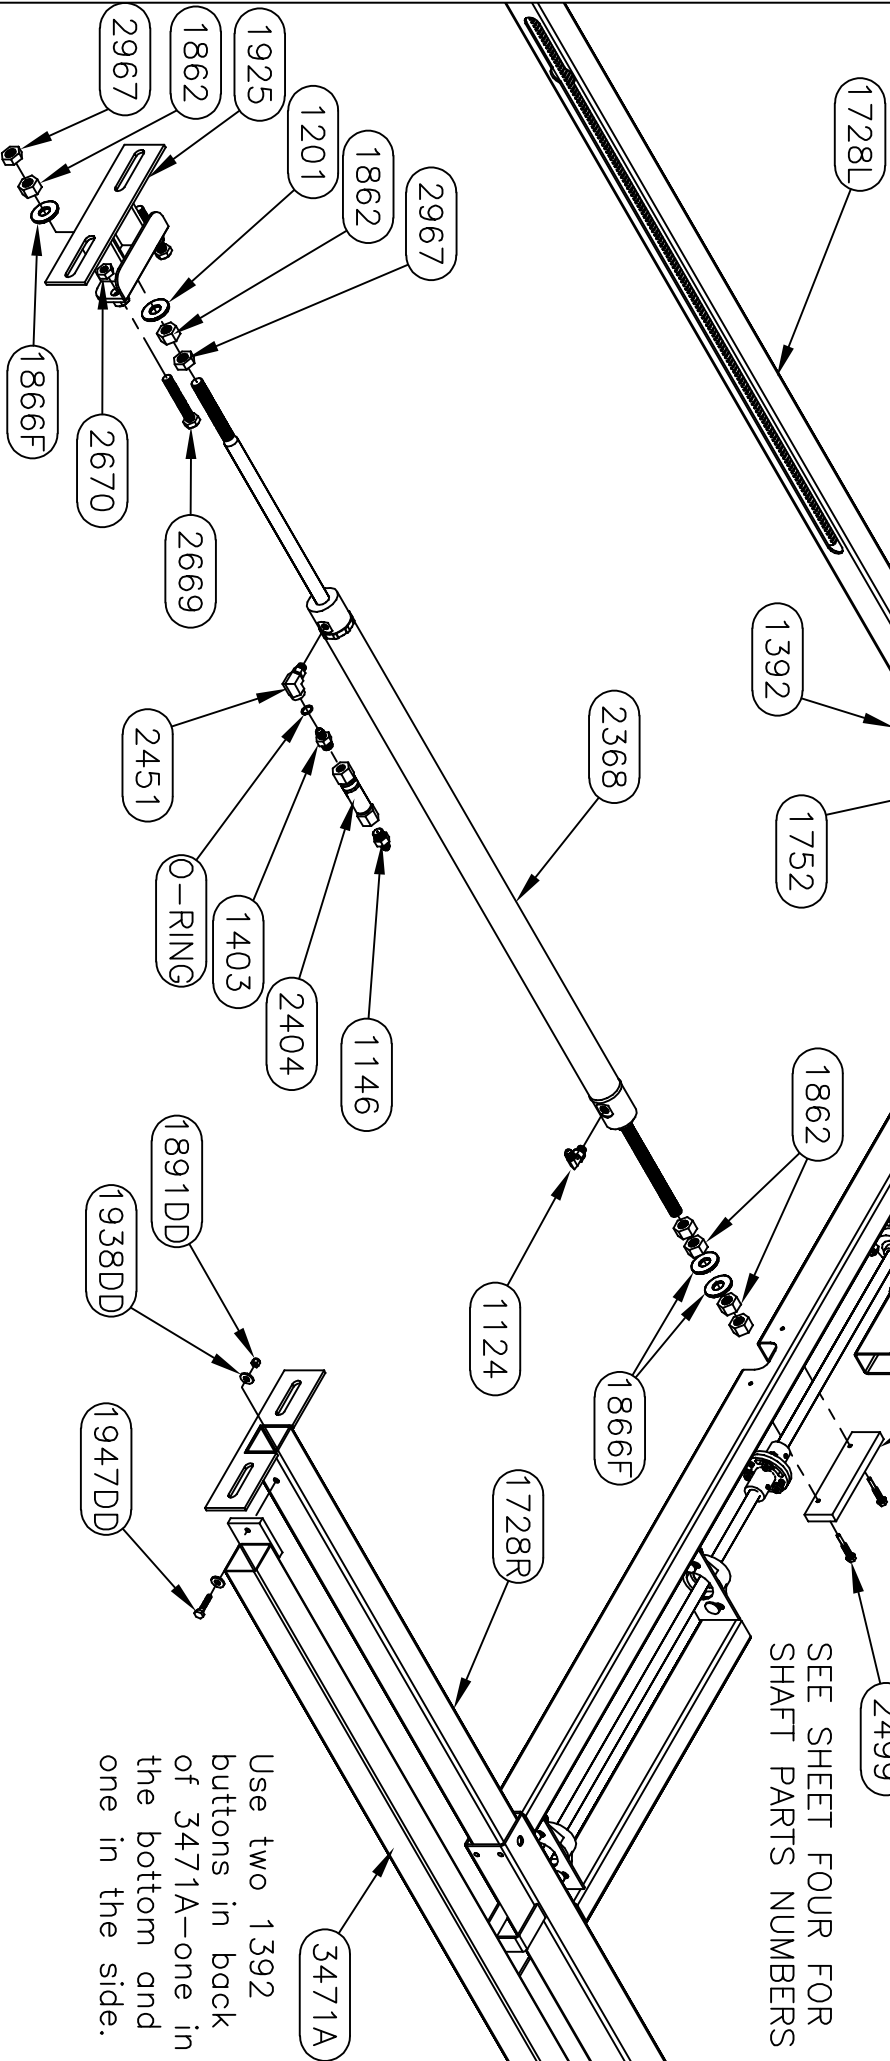 2967
1862
1925
1201
1862
2967
1728L
1866F
2670
2669
1392
1752
2368
2451
O-RING
1403
2404
1146
1862
1124
1866F
1891DD
1938DD
1947DD
1728R
2499
SEE SHEET FOUR FOR
SHAFT PARTS NUMBERS
3471A
Use two 1392
buttons in back
of 3471A-one in
the bottom and
one in the side.